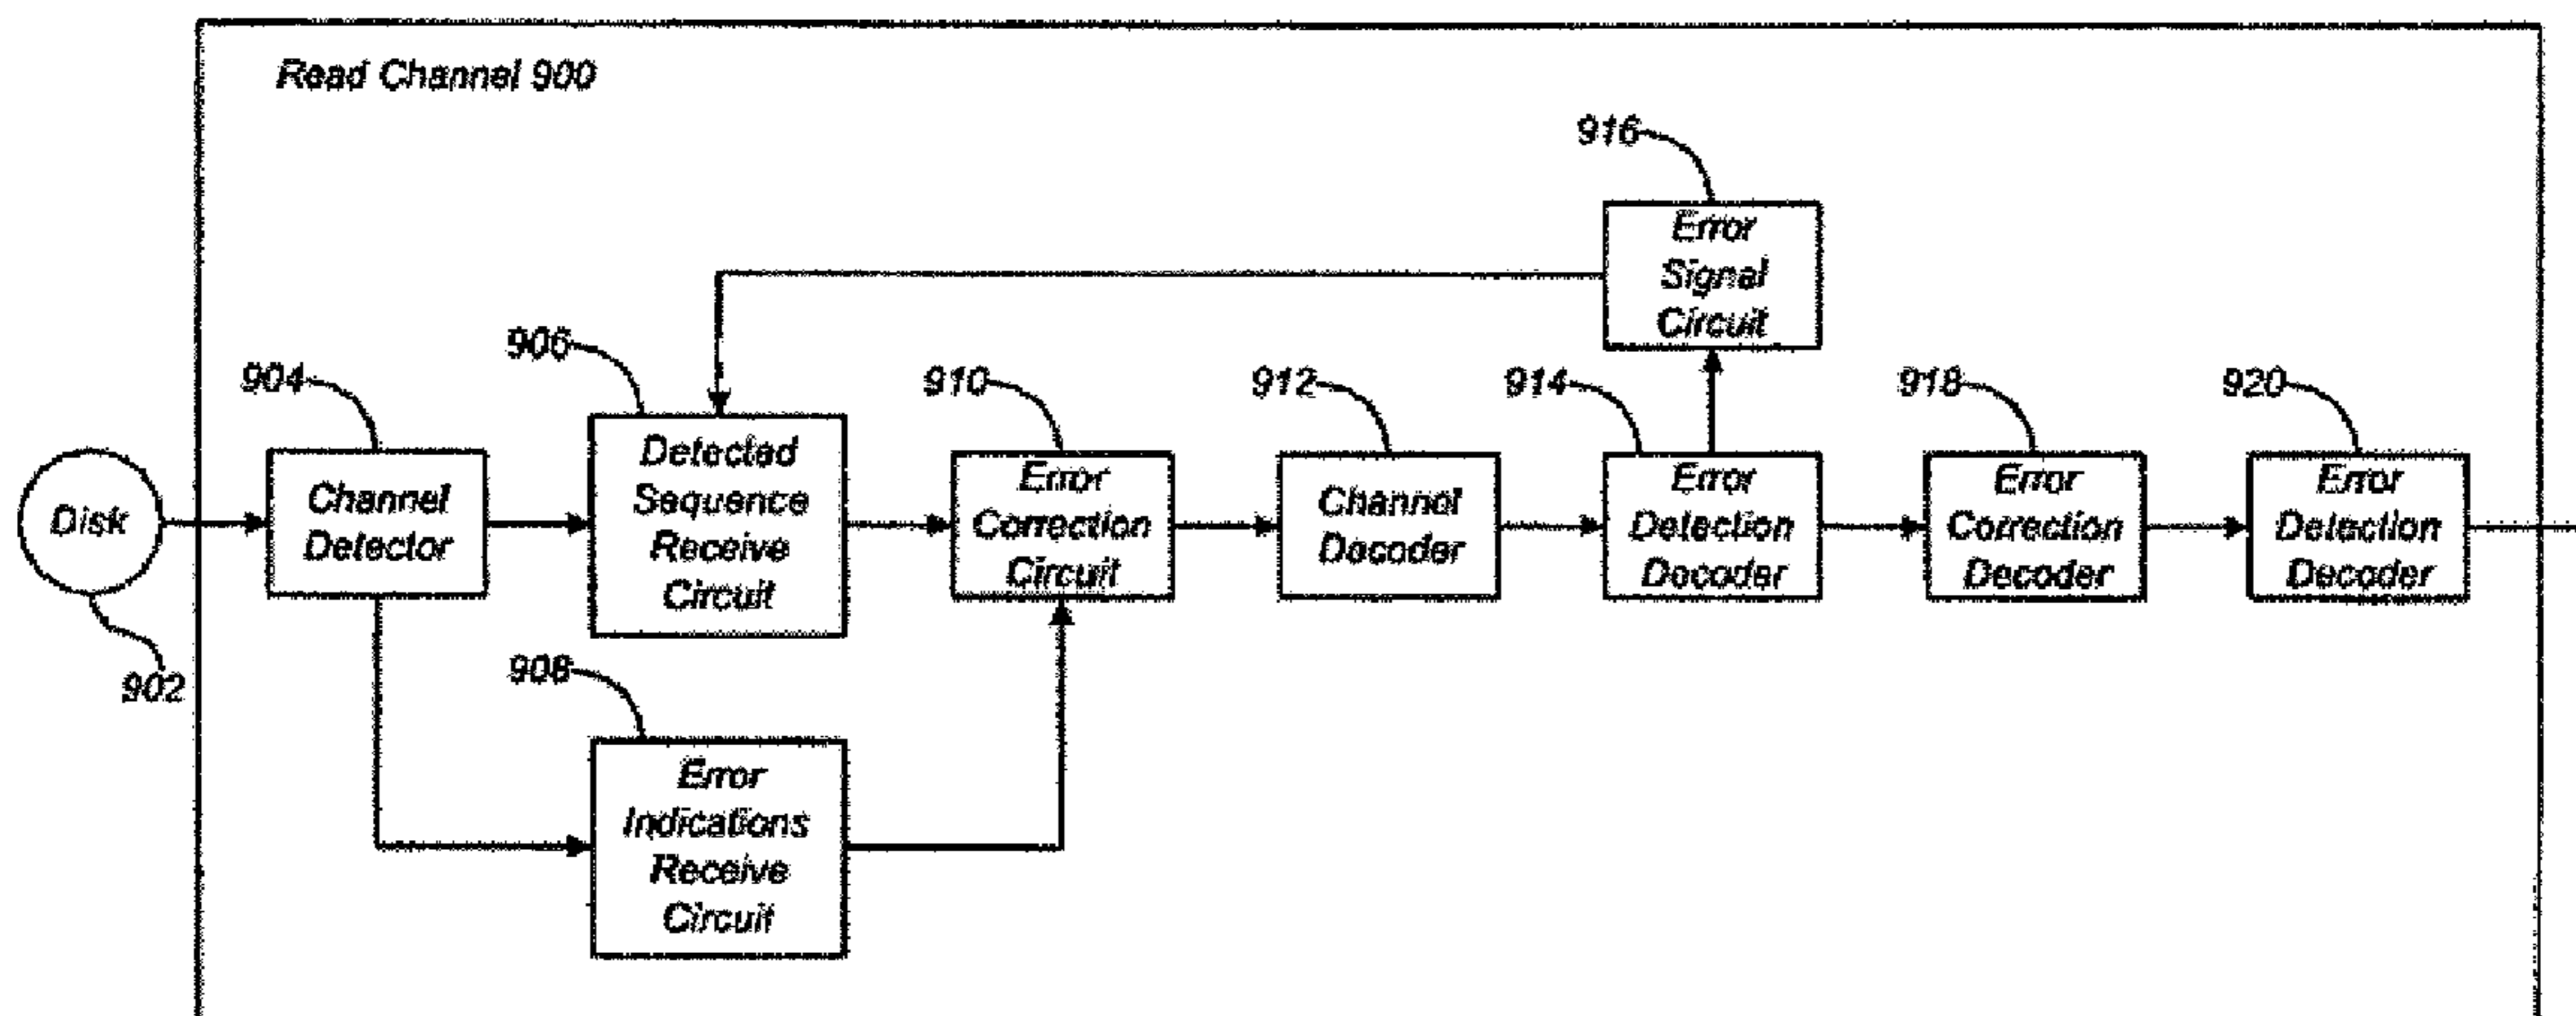 Read Channel 900
916
Error
Signal
Circuit
906
904
910
912
914
918
920
Disk
902
Channel
Detector
Detected
Sequence
Receive
Circuit
Error
Correction
Circuit
Channel
Decoder
Error
Detection
Decoder
Error
Correction
Decoder
Error
Detection
Decoder
908
Error
Indications
Receive
Circuit